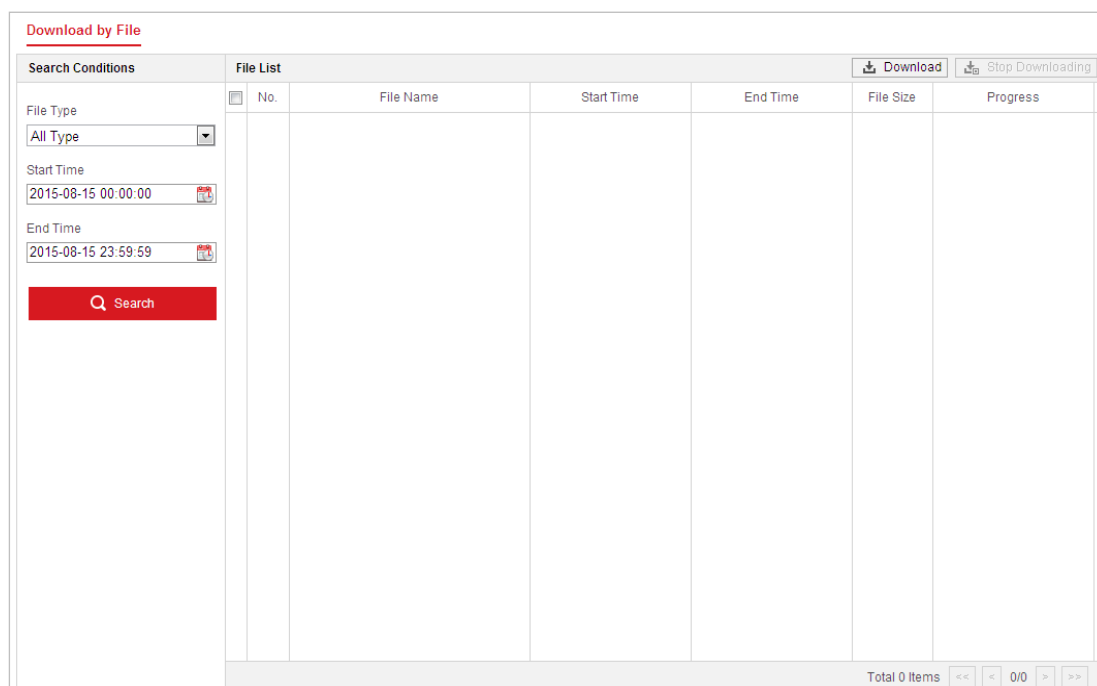 Download by File
Search Conditions
File Type
All Type
Start Time
2015-08-15 00:00:00
End Time
2015-08-15 23:59:59
Search
File List
Download
Stop Downloading
No. File Name Start Time End Time File Size Progress
Total 0 Items << < 0/0 > >>